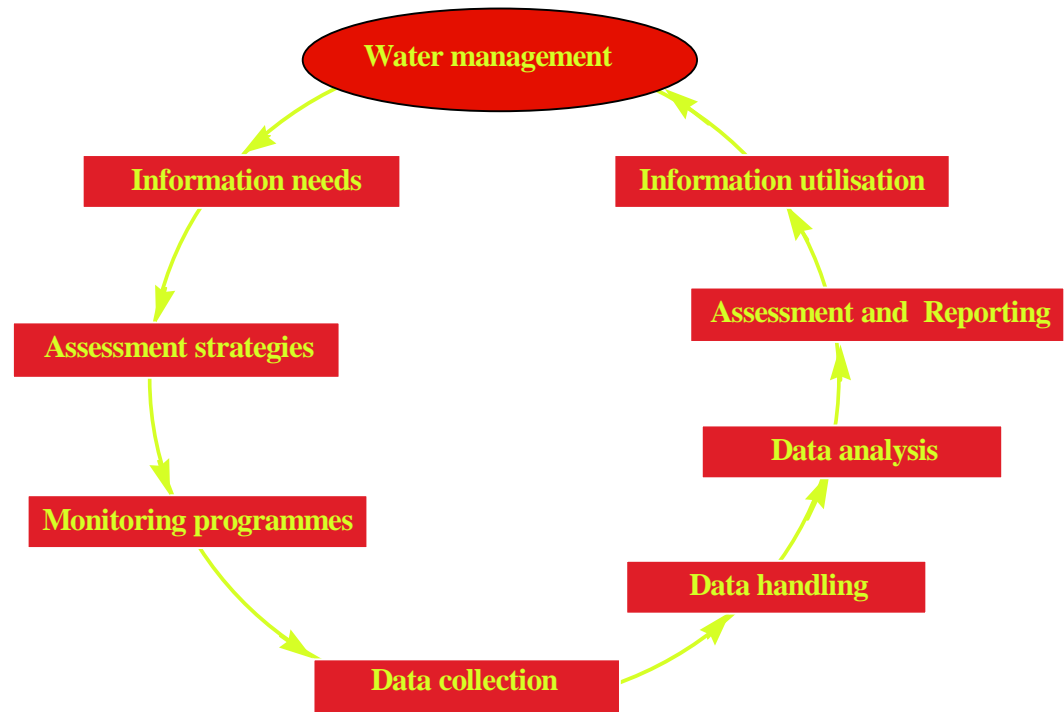 Water management
Information needs
Assessment strategies
Monitoring programmes
Data collection
Data handling
Data analysis
Assessment and Reporting
Information utilisation